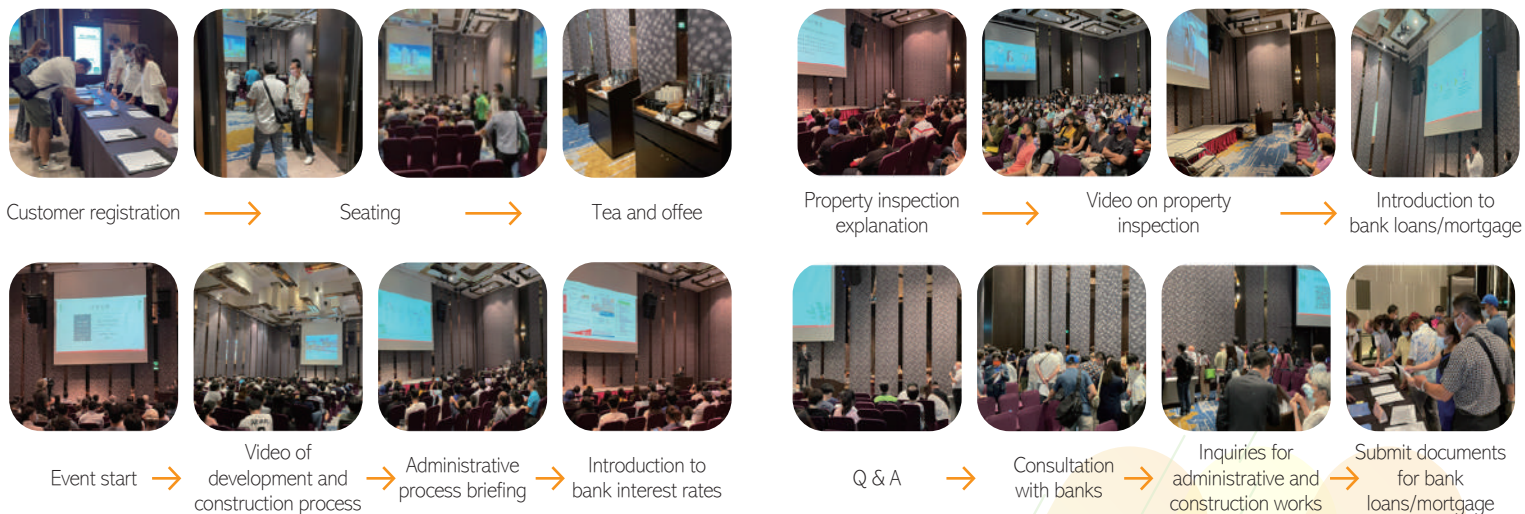 Customer registration
Seating
Tea and offee
Event start
Video of
development and
construction process
Administrative
process briefing
Introduction to
bank interest rates
Property inspection
explanation
Video on property
inspection
Introduction to
bank loans/mortgage
Q & A
Consultation
with banks
Inquiries for
administrative and
construction works
Submit documents
for bank
loans/mortgage